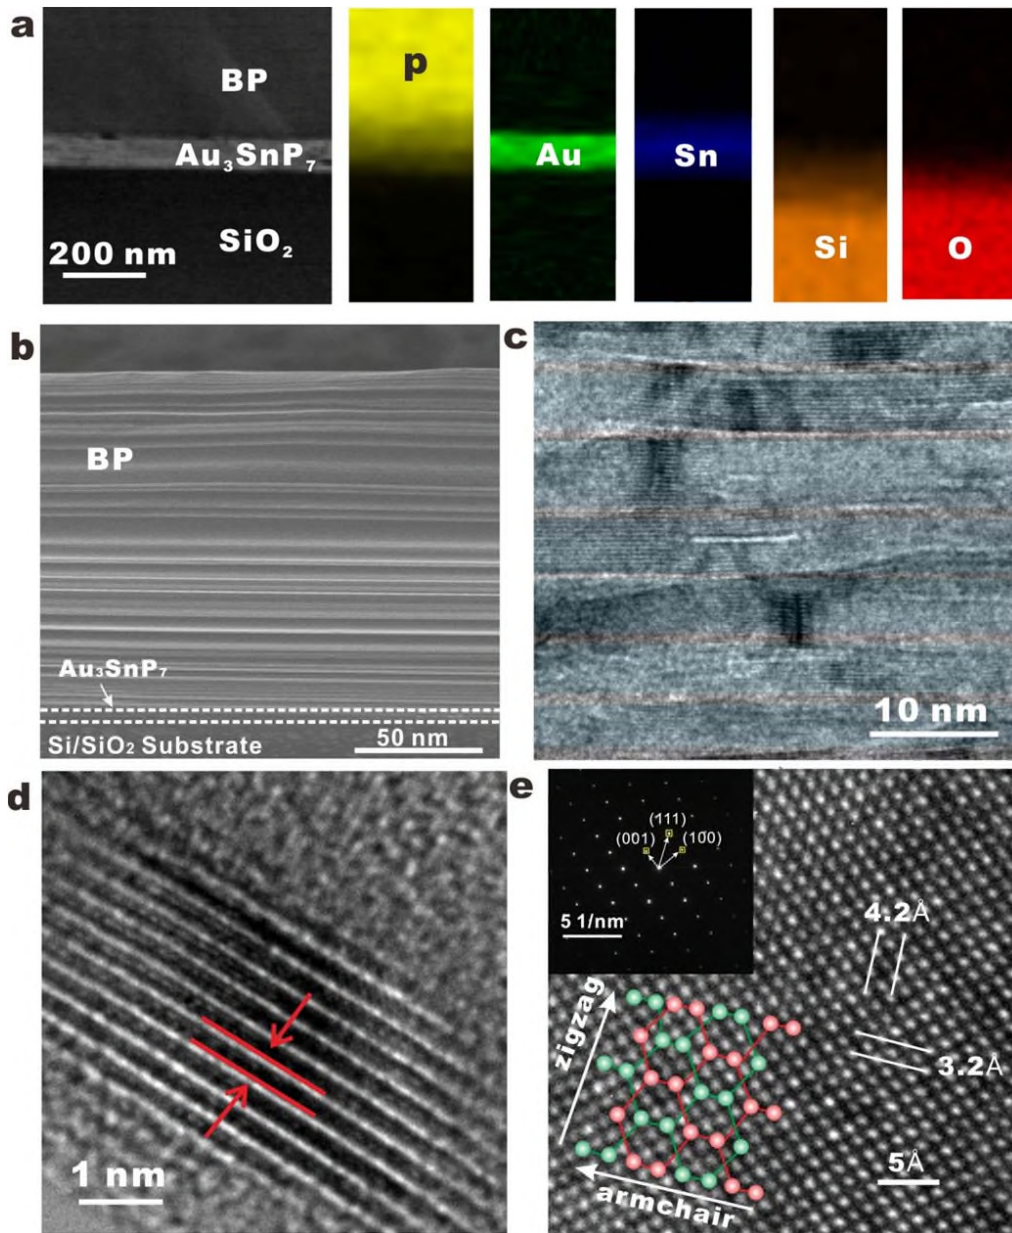 a
BP
Au₃SnP₇
SiO₂
200 nm
p
Au
Sn
Si
O
b
BP
Au₃SnP₇
Si/SiO₂ Substrate
50 nm
c
10 nm
d
1 nm
e
(111)
(001)
(100)
5 1/nm
4.2Å
3.2Å
zigzag
armchair
5Å